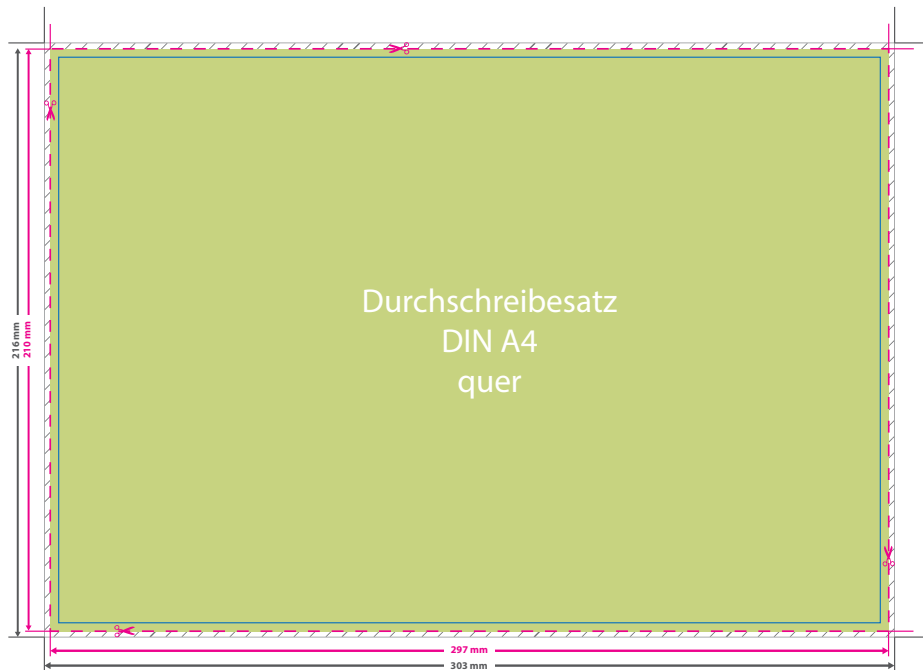 216 mm
210 mm
Durchschreibesatz
DIN A4
quer
297 mm
303 mm